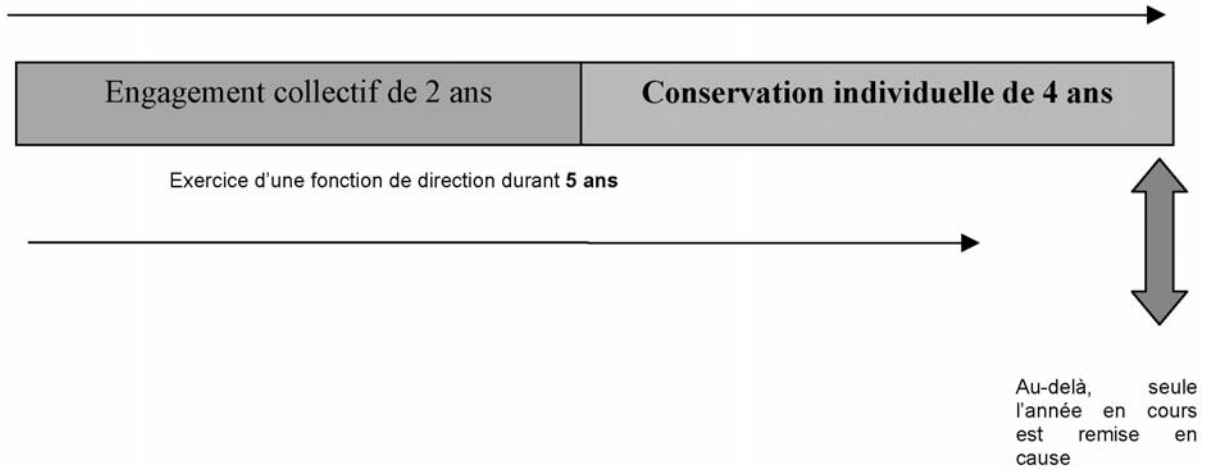 Engagement collectif de 2 ans
Conservation individuelle de 4 ans
Exercice d'une fonction de direction durant 5 ans
Au-delà, seule
l'année en cours
est remise en
cause